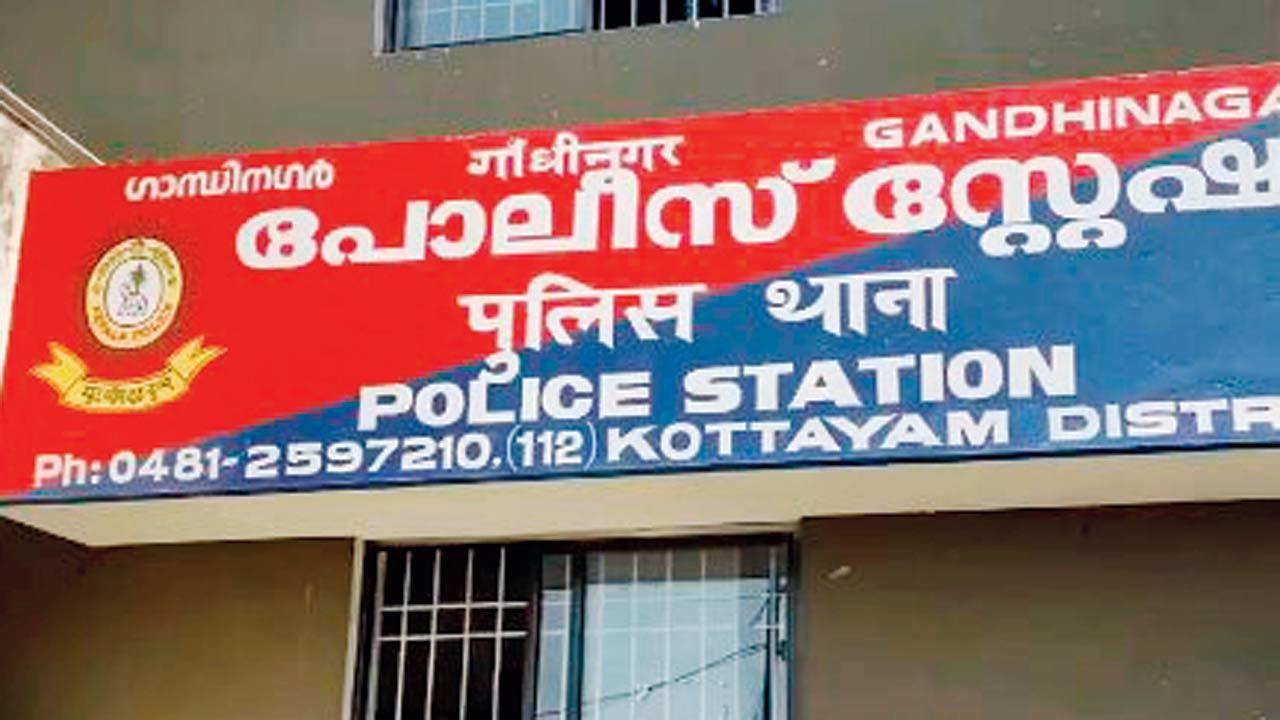 ഗാന്ധിനഗർ गाँधीनगर GANDHINAGA
പോലീസ് സ്റ്റേഷ
पुलिस थाना
POLICE STATION
Ph: 0481-2597210, (112) KOTTAYAM DISTR